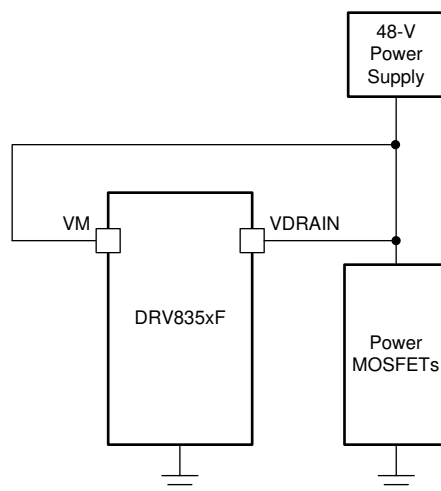 48-V
Power
Supply
VM
VDRAIN
DRV835xF
Power
MOSFETs